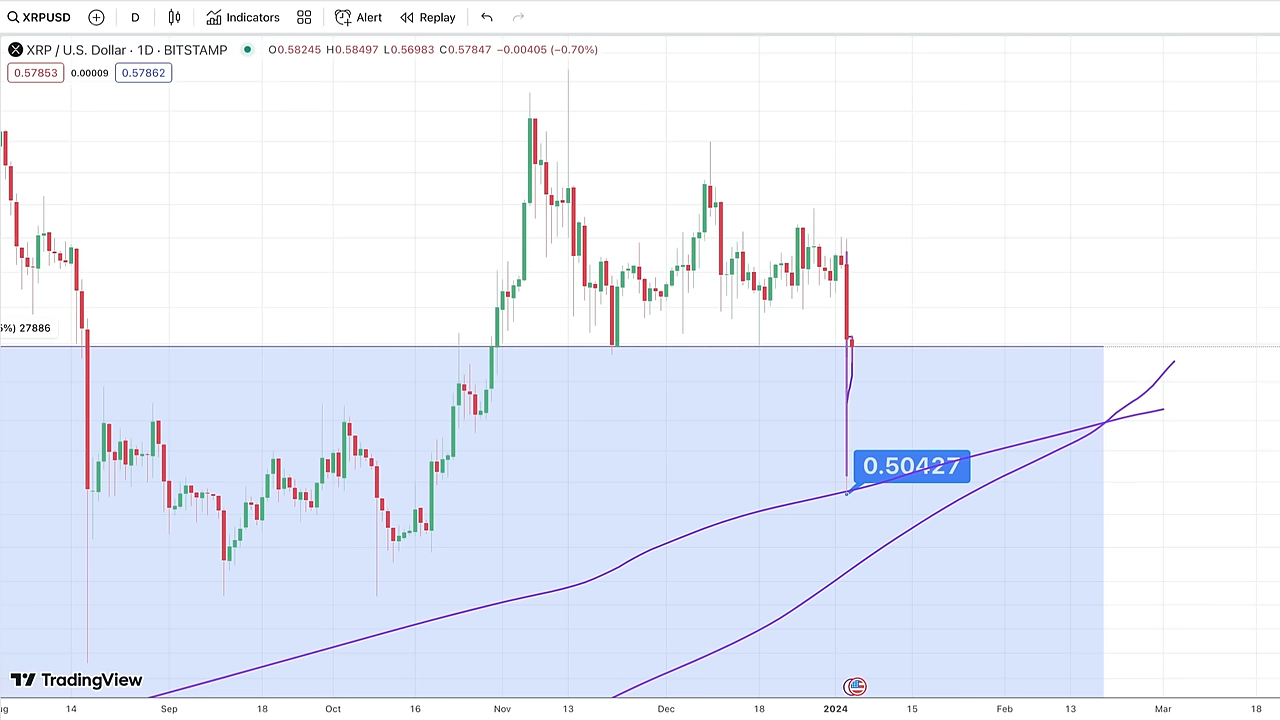 XRPUSD D Indicators Alert Replay
XRP / U.S. Dollar · 1D · BITSTAMP O0.58245 H0.58497 L0.56983 C0.57847 −0.00405 (−0.70%)
0.57853 0.00009 0.57862
5%) 27886
0.50427
TradingView
14 Sep 18 Oct 16 Nov 13 Dec 18 2024 15 Feb 13 Mar 18